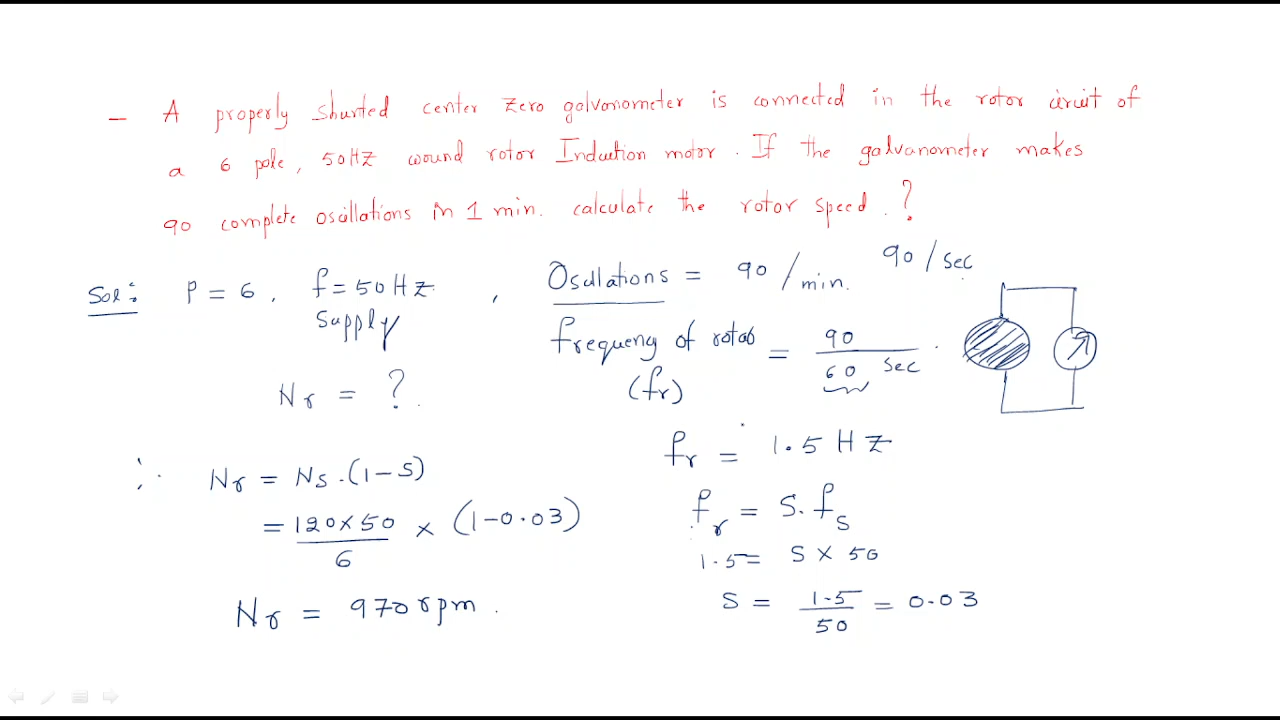 - A properly shunted center zero galvanometer is connected in the rotor circuit of
a 6 pole, 50HZ wound rotor Induction motor. If the galvanometer makes
90 complete oscillations in 1 min. calculate the rotor speed.?
Sol:
P = 6, f = 50HZ,
Supply
Nr = ?
Oscillations = 90/min. 90/sec
frequency of rotor = 90/60 sec
(fr)
fr = 1.5 HZ
fr = S.fs
1.5 = S × 50
S = 1.5/50 = 0.03
∴ Nr = Ns.(1-S)
= 120×50/6 × (1-0.03)
Nr = 970 rpm.